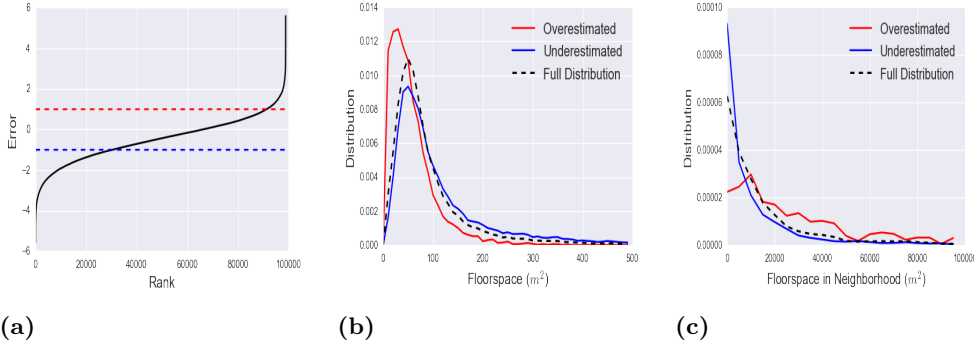 6
4
2
0
−2
−4
−6
Error
0 20000 40000 60000 80000 100000
Rank
0.014
0.012
0.010
0.008
0.006
0.004
0.002
0.000
Distribution
Overestimated
Underestimated
Full Distribution
0 100 200 300 400 500
Floorspace (m²)
0.00010
0.00008
0.00006
0.00004
0.00002
0.00000
Distribution
Overestimated
Underestimated
Full Distribution
0 20000 40000 60000 80000 100000
Floorspace in Neighborhood (m²)
(a) (b) (c)